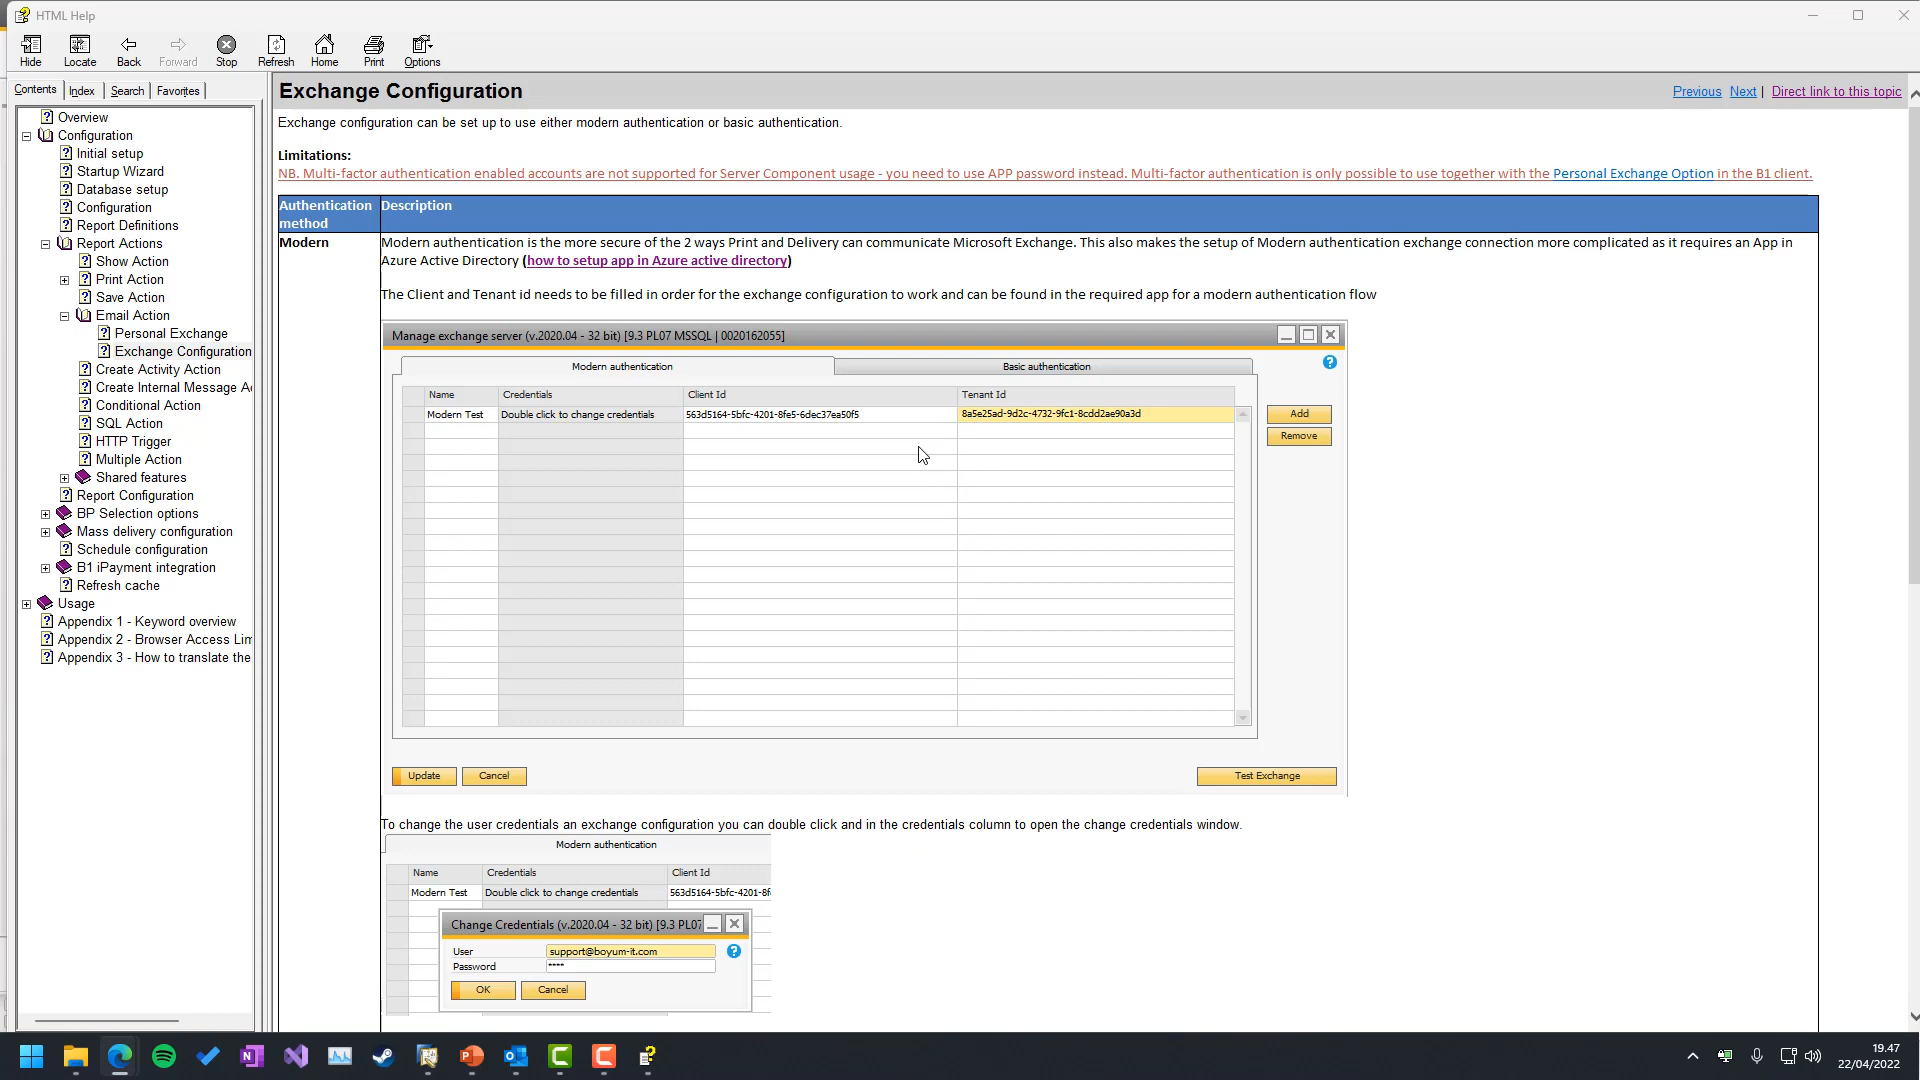 HTML Help
Hide
Locate
Back
Forward
Stop
Refresh
Home
Print
Options
Contents
Index
Search
Favorites
Overview
Configuration
Initial setup
Startup Wizard
Database setup
Configuration
Report Definitions
Report Actions
Show Action
Print Action
Save Action
Email Action
Personal Exchange
Exchange Configuration
Create Activity Action
Create Internal Message A
Conditional Action
SQL Action
HTTP Trigger
Multiple Action
Shared features
Report Configuration
BP Selection options
Mass delivery configuration
Schedule configuration
B1 iPayment integration
Refresh cache
Usage
Appendix 1 - Keyword overview
Appendix 2 - Browser Access Lim
Appendix 3 - How to translate the
Exchange Configuration
Previous Next | Direct link to this topic
Exchange configuration can be set up to use either modern authentication or basic authentication.
Limitations:
NB. Multi-factor authentication enabled accounts are not supported for Server Component usage - you need to use APP password instead. Multi-factor authentication is only possible to use together with the Personal Exchange Option in the B1 client.
Authentication method
Description
Modern
Modern authentication is the more secure of the 2 ways Print and Delivery can communicate Microsoft Exchange. This also makes the setup of Modern authentication exchange connection more complicated as it requires an App in
Azure Active Directory (how to setup app in Azure active directory)
The Client and Tenant id needs to be filled in order for the exchange configuration to work and can be found in the required app for a modern authentication flow
Manage exchange server (v.2020.04 - 32 bit) [9.3 PL07 MSSQL | 0020162055]
Modern authentication
Basic authentication
Name
Credentials
Client Id
Tenant Id
Modern Test
Double click to change credentials
563d5164-5bfc-4201-8fe5-6dec37ea50f5
8a5e25ad-9d2c-4732-9fc1-8cdd2ae90a3d
Add
Remove
Update
Cancel
Test Exchange
To change the user credentials an exchange configuration you can double click and in the credentials column to open the change credentials window.
Modern authentication
Name
Credentials
Client Id
Modern Test
Double click to change credentials
563d5164-5bfc-4201-8f
Change Credentials (v.2020.04 - 32 bit) [9.3 PL07
User
support@boyum-it.com
Password
****
OK
Cancel
19.47
22/04/2022